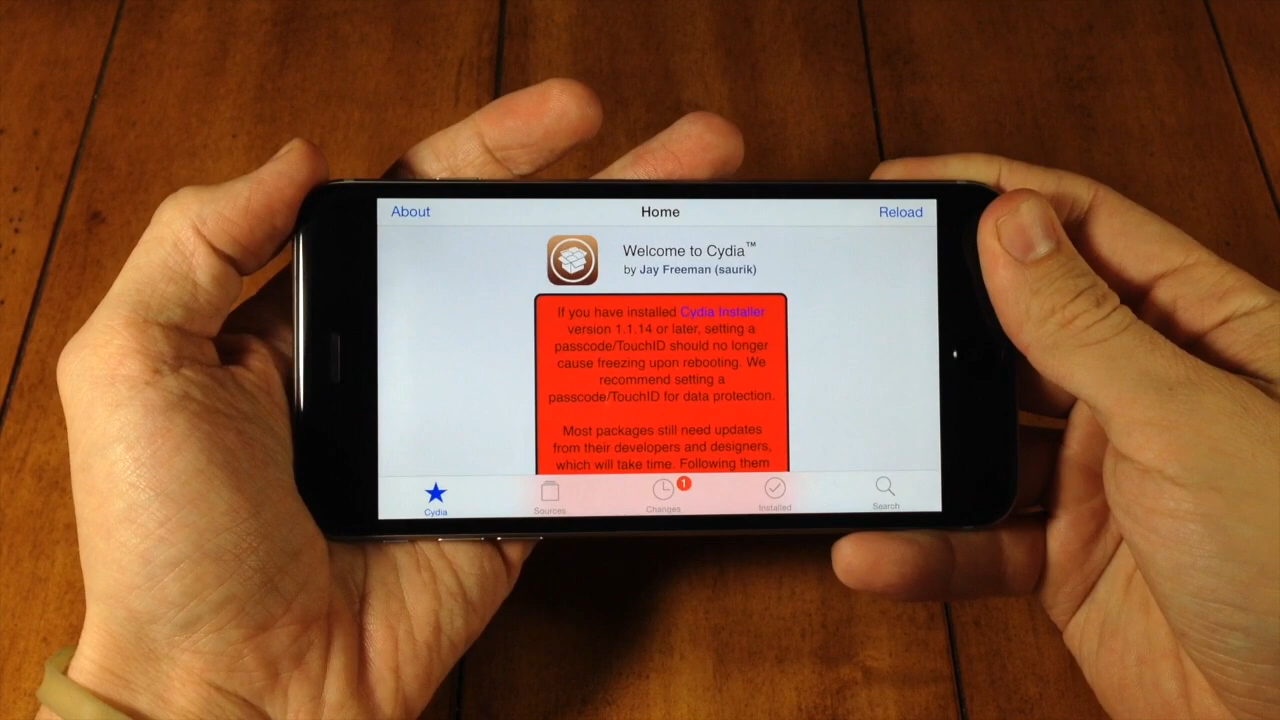 About Home Reload
Welcome to Cydia™
by Jay Freeman (saurik)
If you have installed Cydia Installer
version 1.1.14 or later, setting a
passcode/TouchID should no longer
cause freezing upon rebooting. We
recommend setting a
passcode/TouchID for data protection.
Most packages still need updates
from their developers and designers,
which will take time. Following them
1
Cydia Sources Changes Installed Search